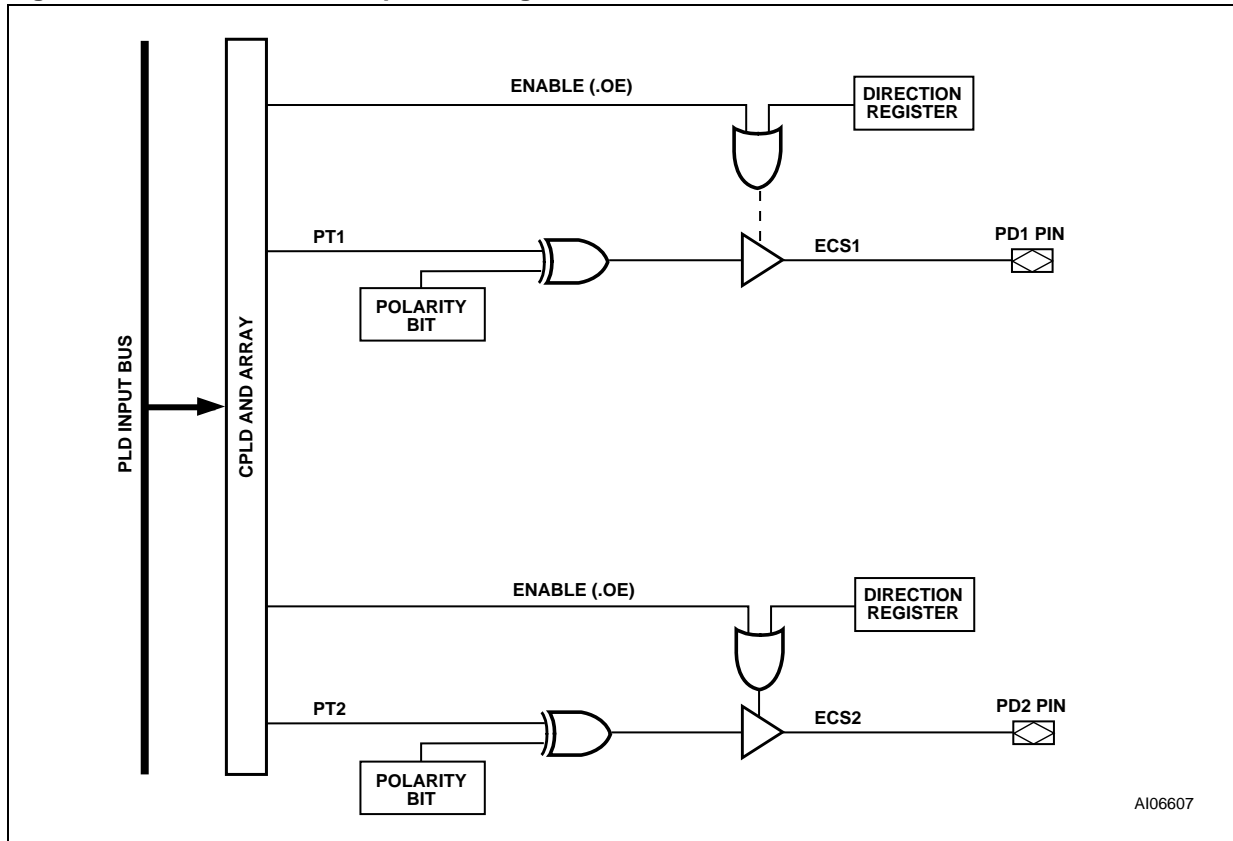 ENABLE (.OE)
DIRECTION
REGISTER
PT1
ECS1
PD1 PIN
POLARITY
BIT
PLD INPUT BUS
CPLD AND ARRAY
ENABLE (.OE)
DIRECTION
REGISTER
PT2
ECS2
PD2 PIN
POLARITY
BIT
AI06607